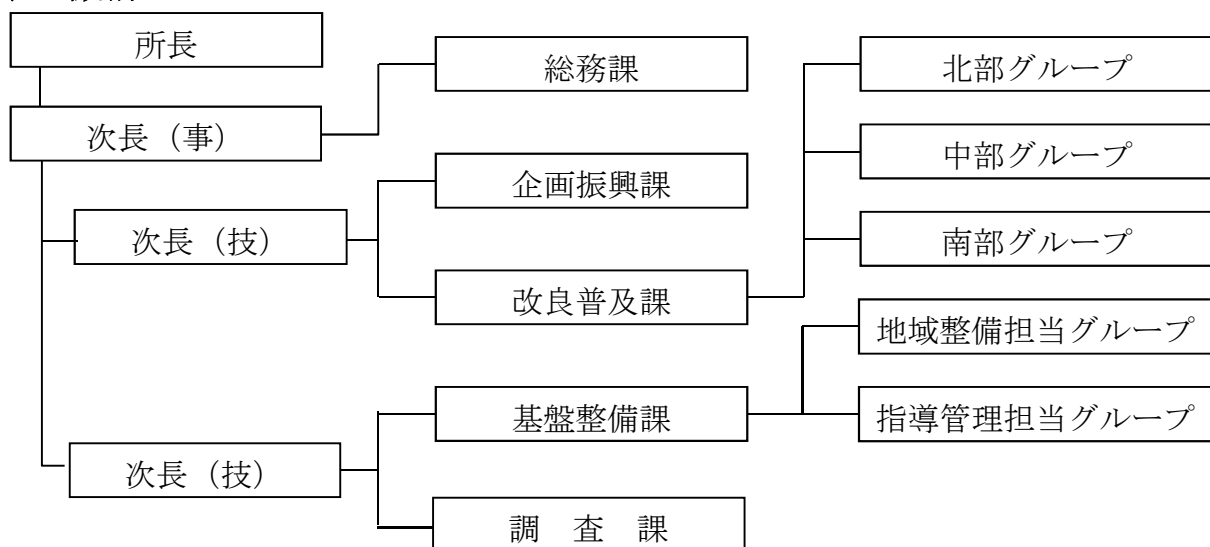 所長
総務課
北部グループ
次長（事）
中部グループ
企画振興課
次長（技）
南部グループ
改良普及課
地域整備担当グループ
基盤整備課
指導管理担当グループ
次長（技）
調　査　課